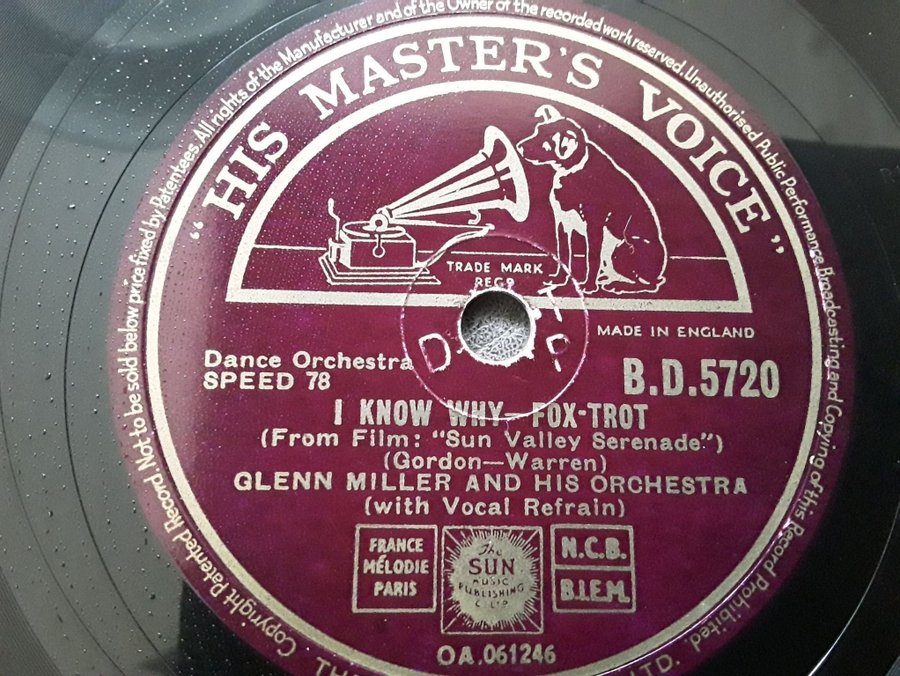 Copyright Patented Record. Not to be sold below price fixed by Patentees. All rights of the Manufacturer and of the Owner of the recorded work reserved. Unauthorised Public Performance Broadcasting and Copying of this Record Prohibited.
"HIS MASTER'S VOICE"
TRADE MARK
REGD
MADE IN ENGLAND
Dance Orchestra
SPEED 78
B.D.5720
I KNOW WHY—FOX-TROT
(From Film: "Sun Valley Serenade")
(Gordon—Warren)
GLENN MILLER AND HIS ORCHESTRA
(with Vocal Refrain)
FRANCE
MÉLODIE
PARIS
The
SUN
MUSIC
PUBLISHING
C. LTD
N.C.B.
B.I.E.M.
OA.061246
LTD.